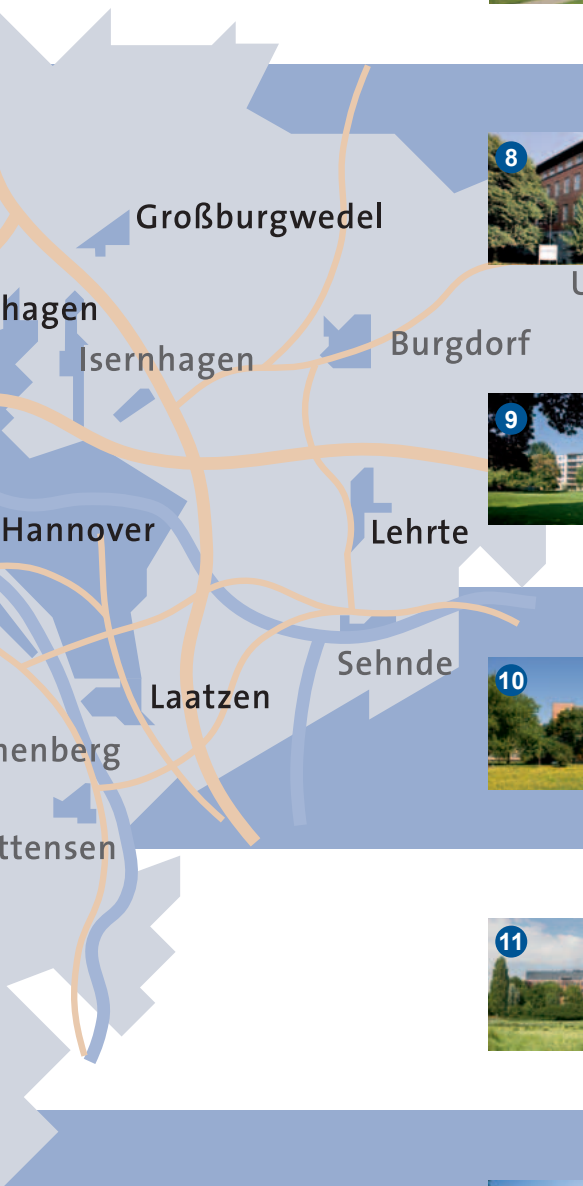 8
Großburgwedel
U
hagen
Burgdorf
Isernhagen
9
Hannover
Lehrte
Sehnde
10
Laatzen
nenberg
ttensen
11